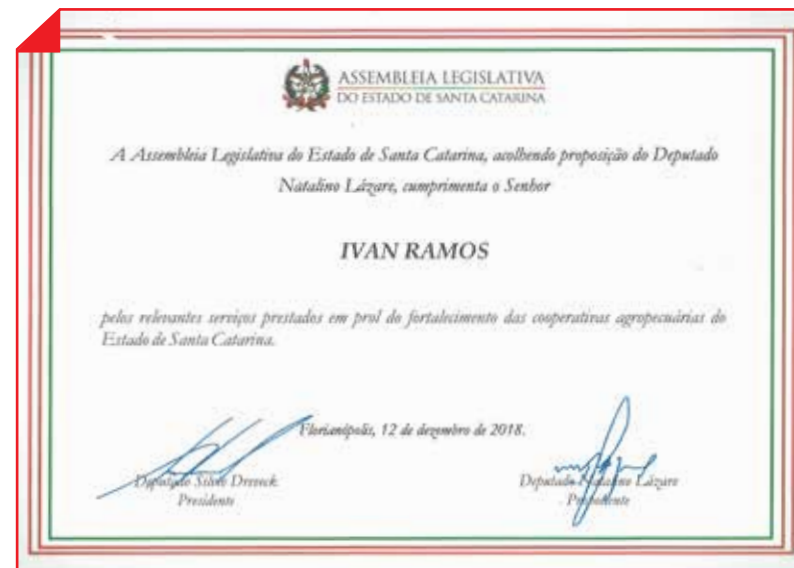 ASSEMBLEIA LEGISLATIVA
DO ESTADO DE SANTA CATARINA
A Assembleia Legislativa do Estado de Santa Catarina, acolhendo proposição do Deputado
Natalino Lázare, cumprimenta o Senhor
IVAN RAMOS
pelos relevantes serviços prestados em prol do fortalecimento das cooperativas agropecuárias do
Estado de Santa Catarina.
Florianópolis, 12 de dezembro de 2018.
Deputado Silvio Dreveck
Presidente
Deputado Natalino Lázare
Proponente